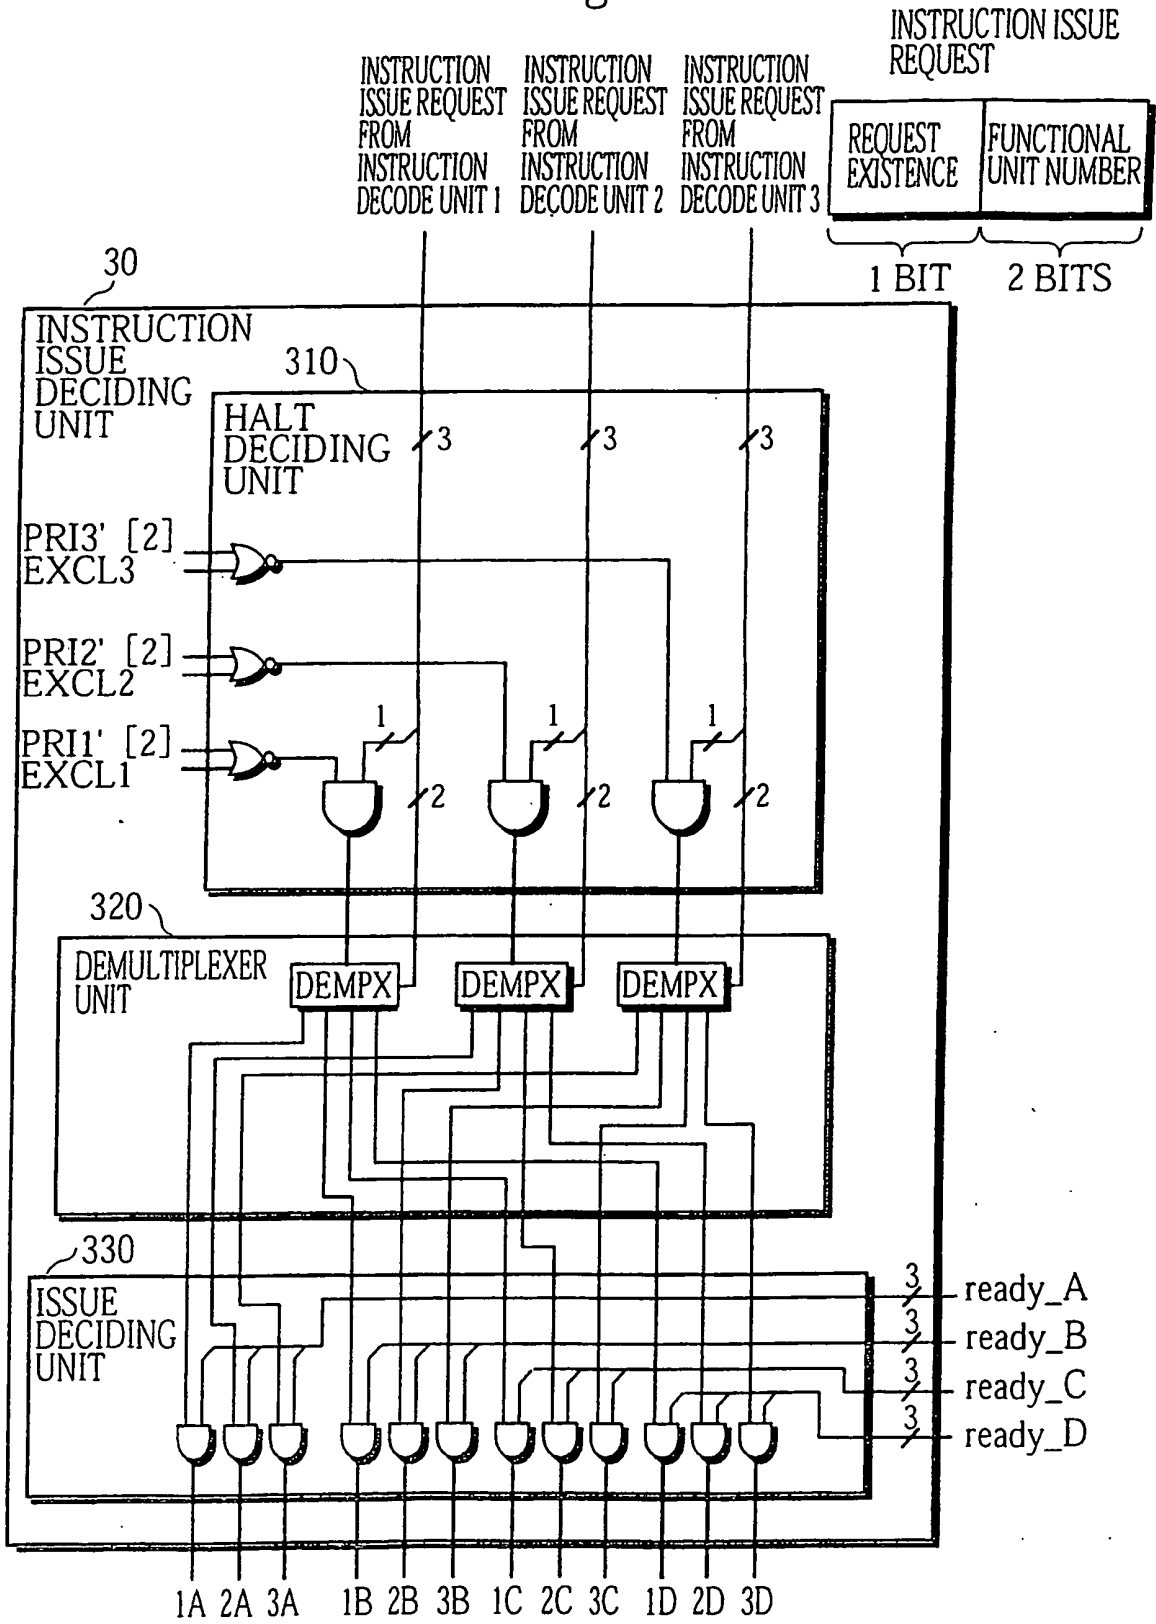 g
INSTRUCTION ISSUE
REQUEST
REQUEST
EXISTENCE
FUNCTIONAL
UNIT NUMBER
1 BIT
2 BITS
INSTRUCTION
ISSUE REQUEST
FROM
INSTRUCTION
DECODE UNIT 1
INSTRUCTION
ISSUE REQUEST
FROM
INSTRUCTION
DECODE UNIT 2
INSTRUCTION
ISSUE REQUEST
FROM
INSTRUCTION
DECODE UNIT 3
30
INSTRUCTION
ISSUE
DECIDING
UNIT
310
HALT
DECIDING
UNIT
3
3
3
PRI3' [2]
EXCL3
PRI2' [2]
EXCL2
PRI1' [2]
EXCL1
1
1
1
2
2
2
320
DEMULTIPLEXER
UNIT
DEMPX
DEMPX
DEMPX
330
ISSUE
DECIDING
UNIT
3
ready_A
3
ready_B
3
ready_C
3
ready_D
1A 2A 3A 1B 2B 3B 1C 2C 3C 1D 2D 3D